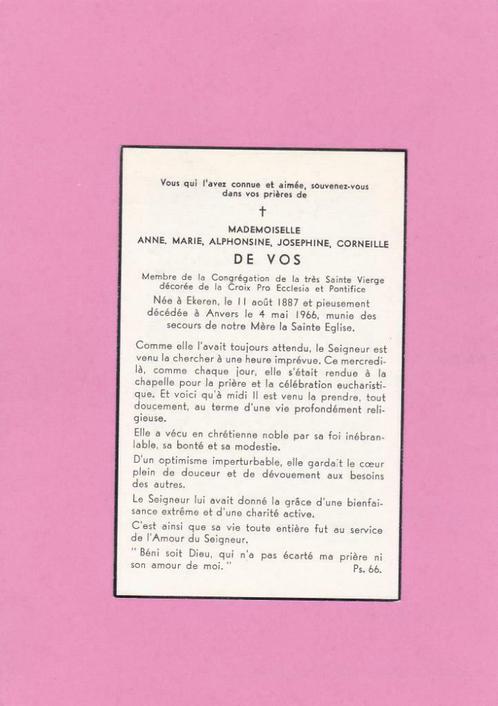 Vous qui l'avez connue et aimée, souvenez-vous
dans vos prières de
†
MADEMOISELLE
ANNE, MARIE, ALPHONSINE, JOSEPHINE, CORNEILLE
DE VOS
Membre de la Congrégation de la très Sainte Vierge
décorée de la Croix Pro Ecclesia et Pontifice
Née à Ekeren, le 11 août 1887 et pieusement
décédée à Anvers le 4 mai 1966, munie des
secours de notre Mère la Sainte Eglise.
Comme elle l'avait toujours attendu, le Seigneur est
venu la chercher à une heure imprévue. Ce mercredi-
là, comme chaque jour, elle s'était rendue à la
chapelle pour la prière et la célébration eucharisti-
que. Et voici qu'à midi Il est venu la prendre, tout
doucement, au terme d'une vie profondément reli-
gieuse.
Elle a vécu en chrétienne noble par sa foi inébran-
lable, sa bonté et sa modestie.
D'un optimisme imperturbable, elle gardait le cœur
plein de douceur et de dévouement aux besoins
des autres.
Le Seigneur lui avait donné la grâce d'une bienfai-
sance extrême et d'une charité active.
C'est ainsi que sa vie toute entière fut au service
de l'Amour du Seigneur.
" Béni soit Dieu, qui n'a pas écarté ma prière ni
son amour de moi. " Ps. 66.